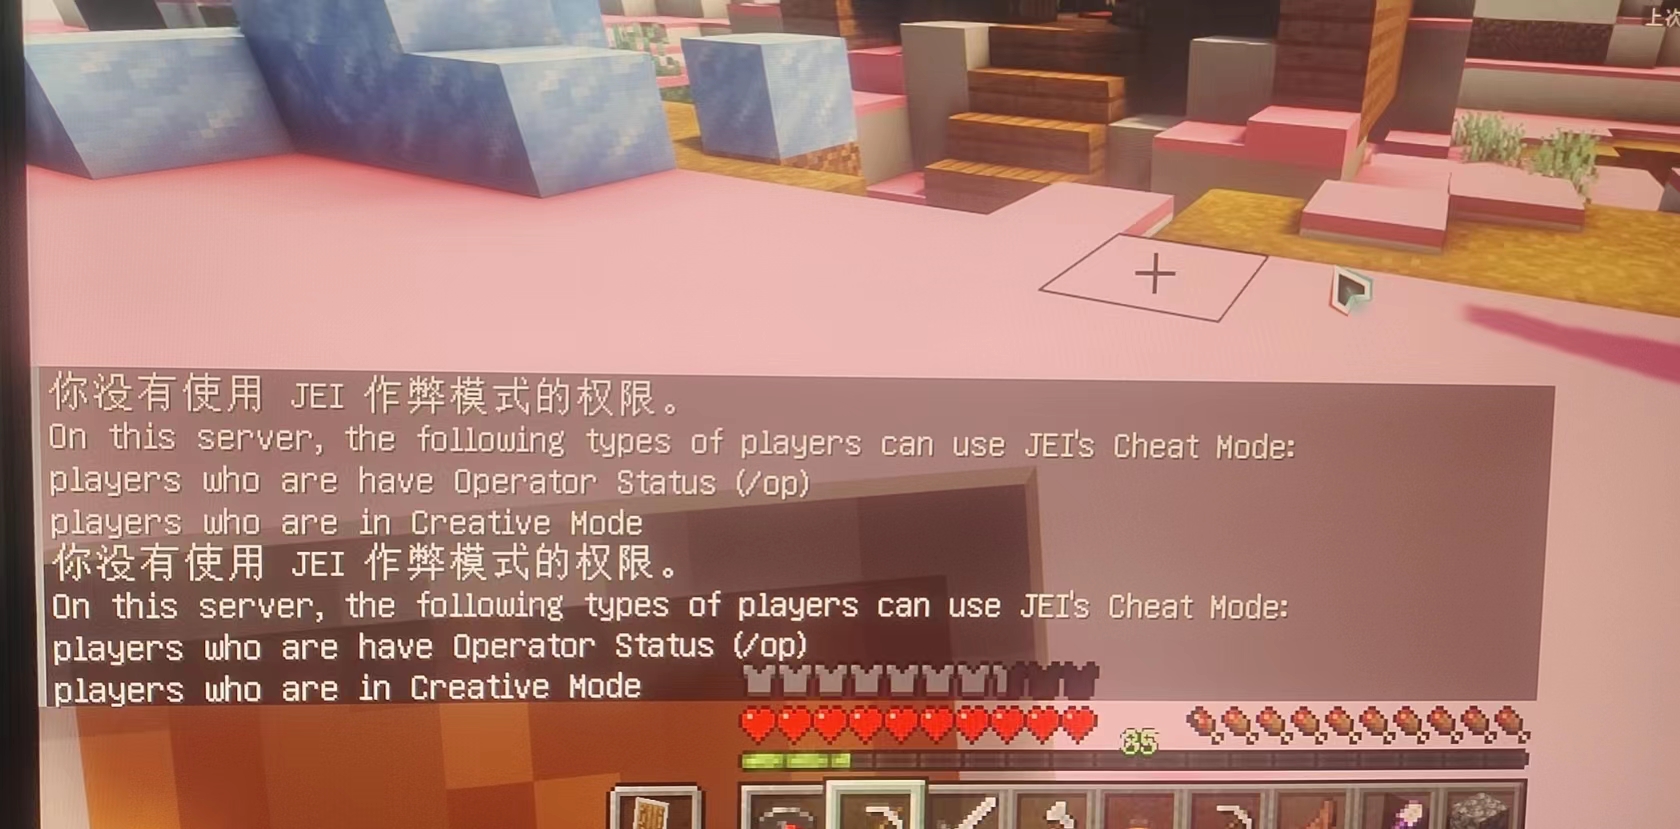 上次
你没有使用 JEI 作弊模式的权限。
On this server, the following types of players can use JEI's Cheat Mode:
players who are have Operator Status (/op)
players who are in Creative Mode
你没有使用 JEI 作弊模式的权限。
On this server, the following types of players can use JEI's Cheat Mode:
players who are have Operator Status (/op)
players who are in Creative Mode
35